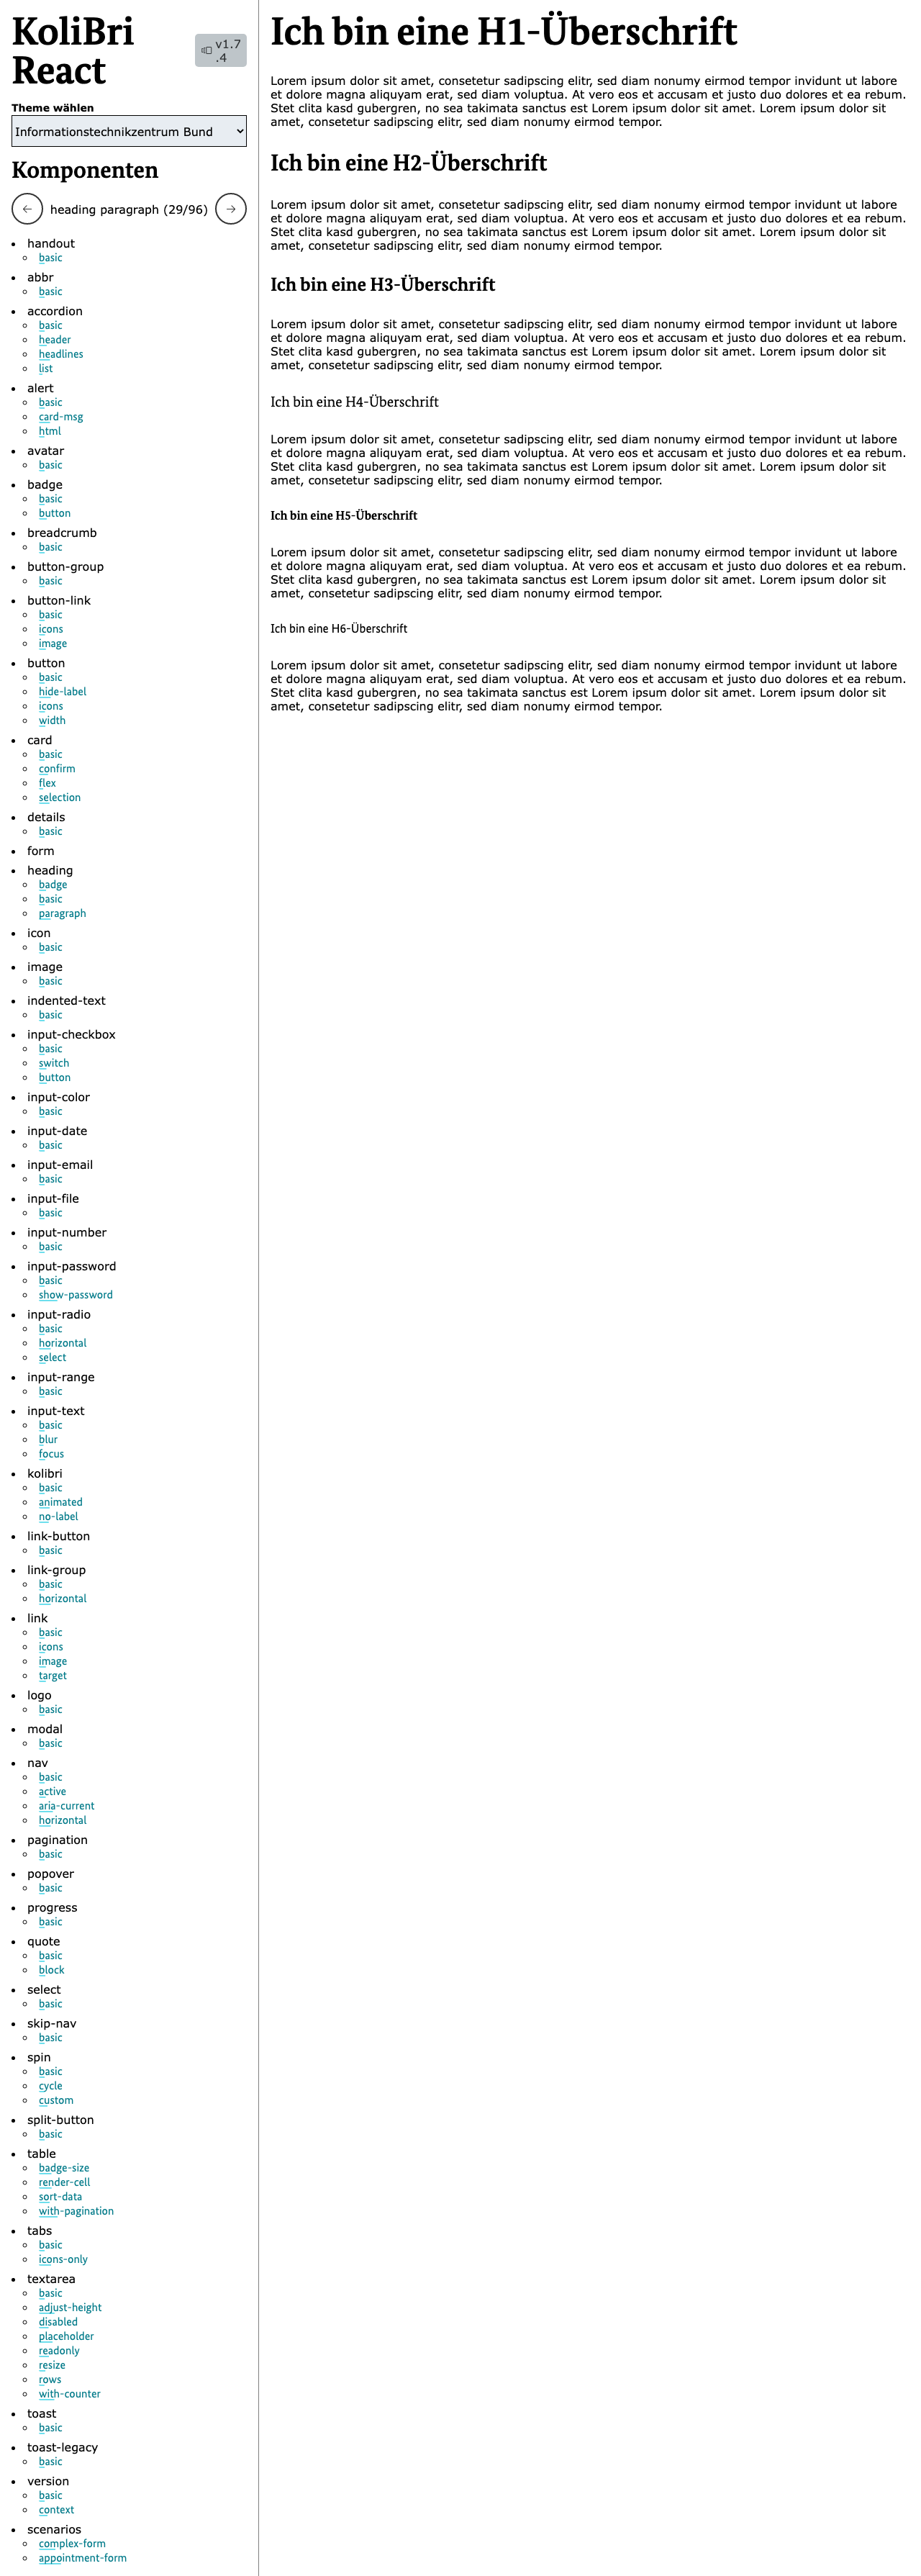 KoliBri
React
v1.7
.4
Theme wählen
Informationstechnikzentrum Bund
Komponenten
heading paragraph (29/96)
handout
basic
abbr
basic
accordion
basic
header
headlines
list
alert
basic
card-msg
html
avatar
basic
badge
basic
button
breadcrumb
basic
button-group
basic
button-link
basic
icons
image
button
basic
hide-label
icons
width
card
basic
confirm
flex
selection
details
basic
form
heading
badge
basic
paragraph
icon
basic
image
basic
indented-text
basic
input-checkbox
basic
switch
button
input-color
basic
input-date
basic
input-email
basic
input-file
basic
input-number
basic
input-password
basic
show-password
input-radio
basic
horizontal
select
input-range
basic
input-text
basic
blur
focus
kolibri
basic
animated
no-label
link-button
basic
link-group
basic
horizontal
link
basic
icons
image
target
logo
basic
modal
basic
nav
basic
active
aria-current
horizontal
pagination
basic
popover
basic
progress
basic
quote
basic
block
select
basic
skip-nav
basic
spin
basic
cycle
custom
split-button
basic
table
badge-size
render-cell
sort-data
with-pagination
tabs
basic
icons-only
textarea
basic
adjust-height
disabled
placeholder
readonly
resize
rows
with-counter
toast
basic
toast-legacy
basic
version
basic
context
scenarios
complex-form
appointment-form
Ich bin eine H1-Überschrift
Lorem ipsum dolor sit amet, consetetur sadipscing elitr, sed diam nonumy eirmod tempor invidunt ut labore
et dolore magna aliquyam erat, sed diam voluptua. At vero eos et accusam et justo duo dolores et ea rebum.
Stet clita kasd gubergren, no sea takimata sanctus est Lorem ipsum dolor sit amet. Lorem ipsum dolor sit
amet, consetetur sadipscing elitr, sed diam nonumy eirmod tempor.
Ich bin eine H2-Überschrift
Lorem ipsum dolor sit amet, consetetur sadipscing elitr, sed diam nonumy eirmod tempor invidunt ut labore
et dolore magna aliquyam erat, sed diam voluptua. At vero eos et accusam et justo duo dolores et ea rebum.
Stet clita kasd gubergren, no sea takimata sanctus est Lorem ipsum dolor sit amet. Lorem ipsum dolor sit
amet, consetetur sadipscing elitr, sed diam nonumy eirmod tempor.
Ich bin eine H3-Überschrift
Lorem ipsum dolor sit amet, consetetur sadipscing elitr, sed diam nonumy eirmod tempor invidunt ut labore
et dolore magna aliquyam erat, sed diam voluptua. At vero eos et accusam et justo duo dolores et ea rebum.
Stet clita kasd gubergren, no sea takimata sanctus est Lorem ipsum dolor sit amet. Lorem ipsum dolor sit
amet, consetetur sadipscing elitr, sed diam nonumy eirmod tempor.
Ich bin eine H4-Überschrift
Lorem ipsum dolor sit amet, consetetur sadipscing elitr, sed diam nonumy eirmod tempor invidunt ut labore
et dolore magna aliquyam erat, sed diam voluptua. At vero eos et accusam et justo duo dolores et ea rebum.
Stet clita kasd gubergren, no sea takimata sanctus est Lorem ipsum dolor sit amet. Lorem ipsum dolor sit
amet, consetetur sadipscing elitr, sed diam nonumy eirmod tempor.
Ich bin eine H5-Überschrift
Lorem ipsum dolor sit amet, consetetur sadipscing elitr, sed diam nonumy eirmod tempor invidunt ut labore
et dolore magna aliquyam erat, sed diam voluptua. At vero eos et accusam et justo duo dolores et ea rebum.
Stet clita kasd gubergren, no sea takimata sanctus est Lorem ipsum dolor sit amet. Lorem ipsum dolor sit
amet, consetetur sadipscing elitr, sed diam nonumy eirmod tempor.
Ich bin eine H6-Überschrift
Lorem ipsum dolor sit amet, consetetur sadipscing elitr, sed diam nonumy eirmod tempor invidunt ut labore
et dolore magna aliquyam erat, sed diam voluptua. At vero eos et accusam et justo duo dolores et ea rebum.
Stet clita kasd gubergren, no sea takimata sanctus est Lorem ipsum dolor sit amet. Lorem ipsum dolor sit
amet, consetetur sadipscing elitr, sed diam nonumy eirmod tempor.